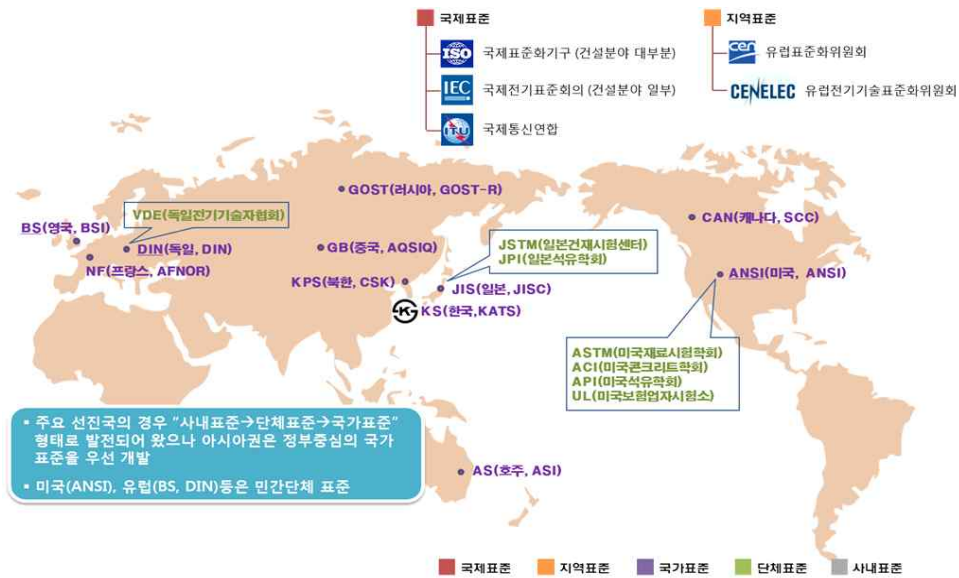 국제표준
ISO 국제표준화기구 (건설분야 대부분)
IEC 국제전기표준회의 (건설분야 일부)
ITU 국제통신연합
지역표준
cen 유럽표준화위원회
CENELEC 유럽전기기술표준화위원회
GOST(러시아, GOST-R)
VDE(독일전기기술자협회)
BS(영국, BSI)
DIN(독일, DIN)
NF(프랑스, AFNOR)
GB(중국, AQSIQ)
KPS(북한, CSK)
JSTM(일본건재시험센터)
JPI(일본석유학회)
JIS(일본, JISC)
K KS(한국,KATS)
CAN(캐나다, SCC)
ANSI(미국, ANSI)
ASTM(미국재료시험학회)
ACI(미국콘크리트학회)
API(미국석유학회)
UL(미국보험업자시험소)
AS(호주, ASI)
▪ 주요 선진국의 경우 “사내표준→단체표준→국가표준”
형태로 발전되어 왔으나 아시아권은 정부중심의 국가
표준을 우선 개발
▪ 미국(ANSI), 유럽(BS, DIN)등은 민간단체 표준
국제표준 지역표준 국가표준 단체표준 사내표준